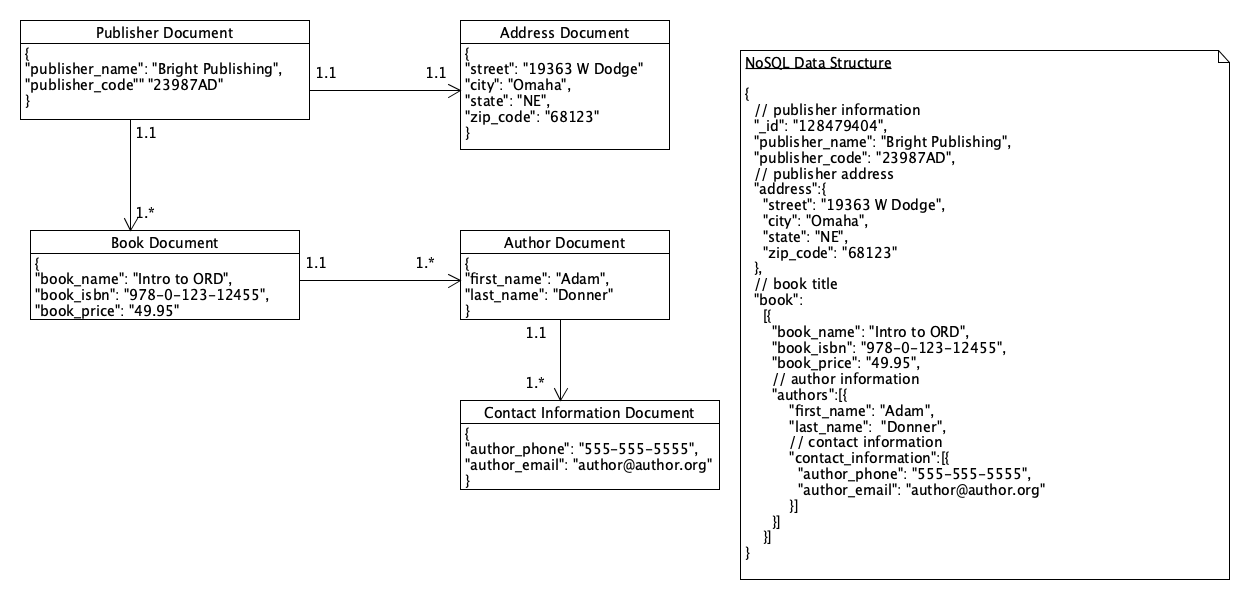 Publisher Document
{
"publisher_name": "Bright Publishing",
"publisher_code"" "23987AD"
}
1.1
1.1
Address Document
{
"street": "19363 W Dodge"
"city": "Omaha",
"state": "NE",
"zip_code": "68123"
}
1.1
1.*
Book Document
{
"book_name": "Intro to ORD",
"book_isbn": "978-0-123-12455",
"book_price": "49.95"
1.1
1.*
Author Document
{
"first_name": "Adam",
"last_name": "Donner"
}
1.1
1.*
Contact Information Document
{
"author_phone": "555-555-5555",
"author_email": "author@author.org"
}
NoSQL Data Structure
{
// publisher information
"_id": "128479404",
"publisher_name": "Bright Publishing",
"publisher_code": "23987AD",
// publisher address
"address":{
"street": "19363 W Dodge",
"city": "Omaha",
"state": "NE",
"zip_code": "68123"
},
// book title
"book":
[{
"book_name": "Intro to ORD",
"book_isbn": "978-0-123-12455",
"book_price": "49.95",
// author information
"authors":[{
"first_name": "Adam",
"last_name":  "Donner",
// contact information
"contact_information":[{
"author_phone": "555-555-5555",
"author_email": "author@author.org"
}]
}]
}]
}